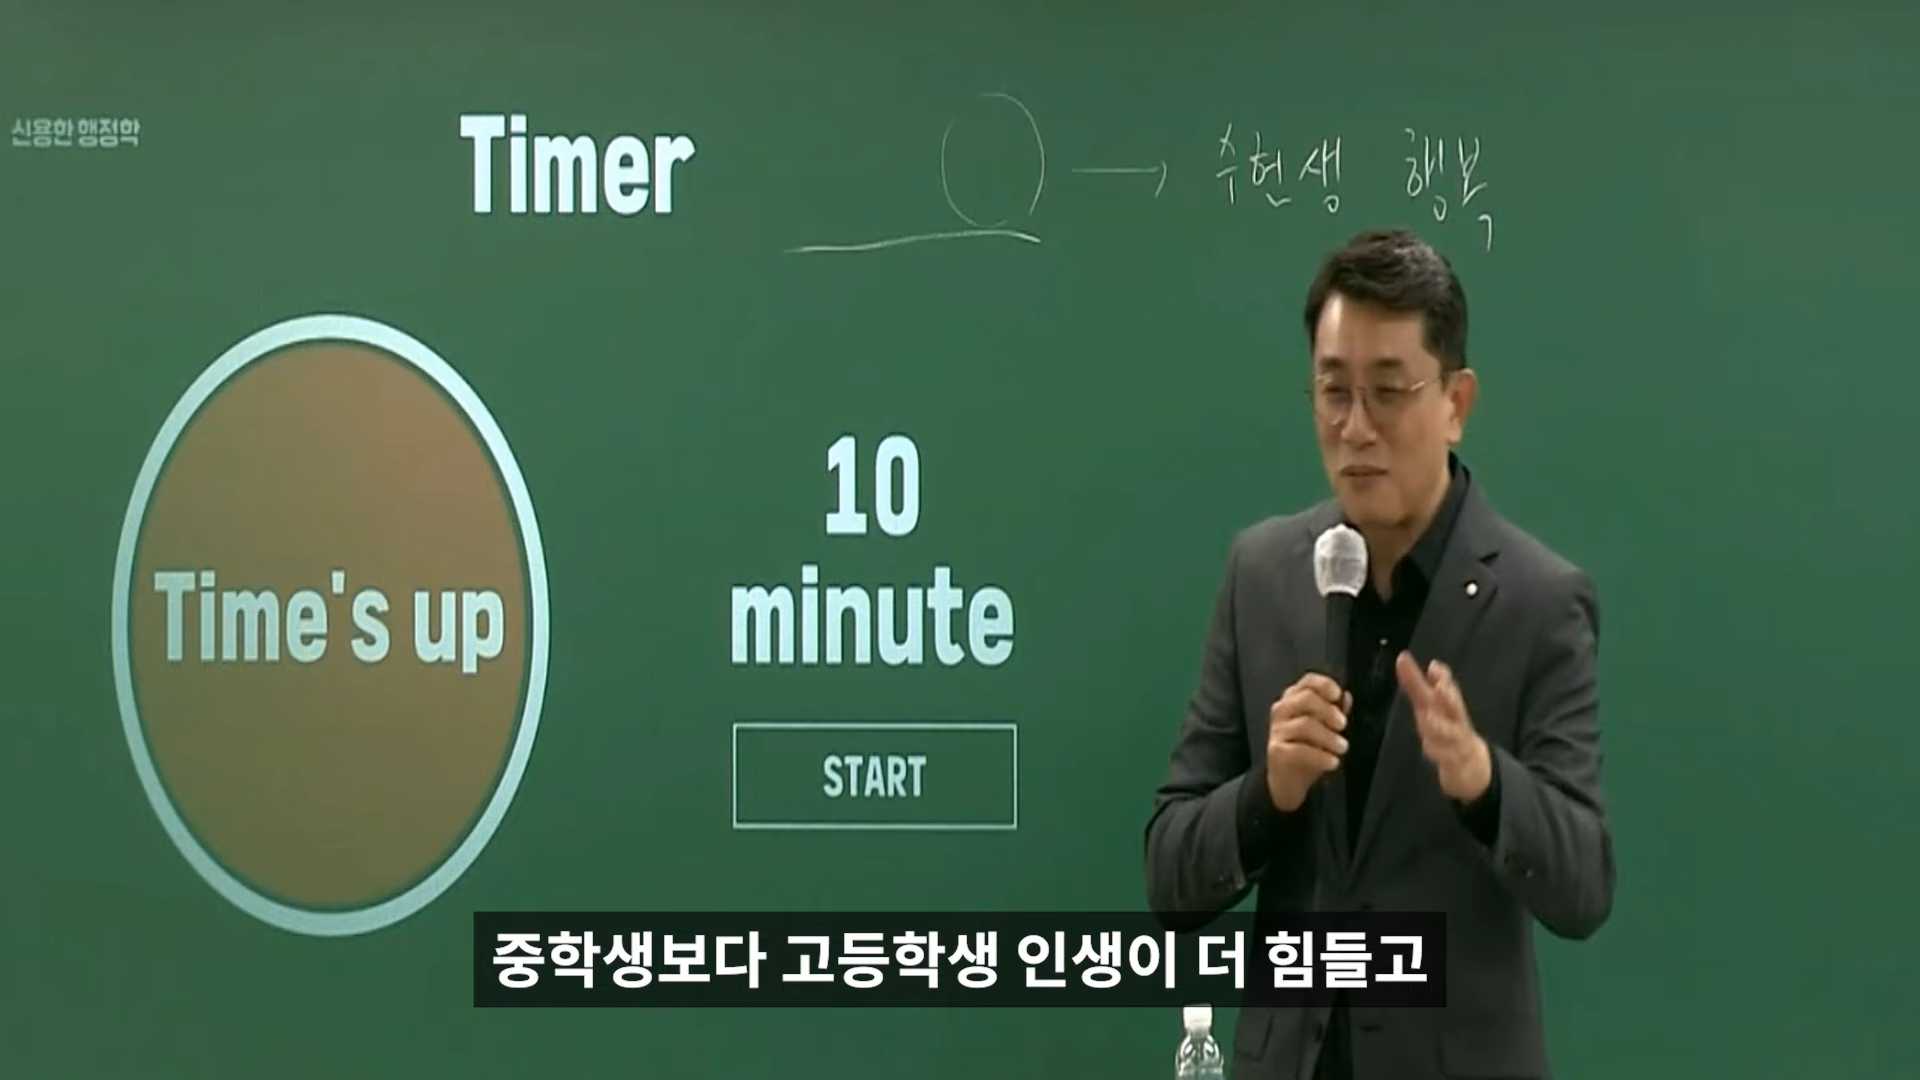 신용한 행정학
Timer
수험생 행복
Time's up
10
minute
START
중학생보다 고등학생 인생이 더 힘들고